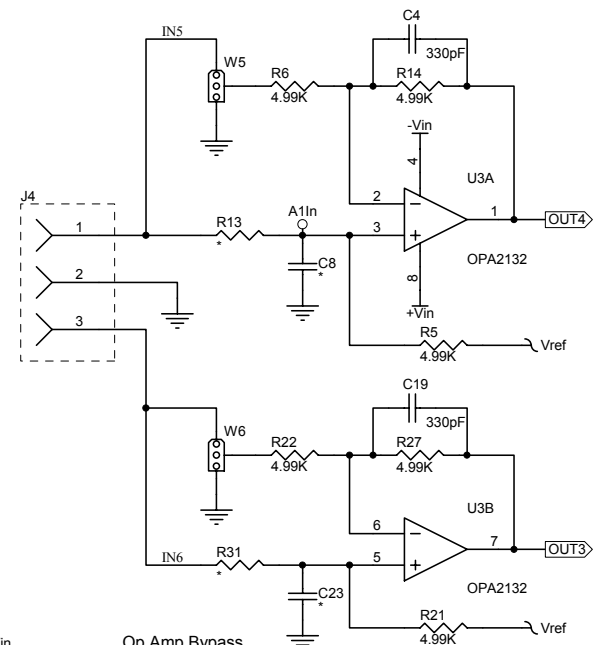 C4
IN5
330pF
W5
R6
4.99K
R14
4.99K
-Vin
4
U3A
J4
1
R13
*
A1In
2
3
1
OUT4
C8
*
OPA2132
2
8
+Vin
3
R5
4.99K
Vref
C19
330pF
W6
R22
4.99K
R27
4.99K
U3B
6
7
OUT3
IN6
R31
*
5
C23
*
OPA2132
R21
4.99K
Vref
in
Op Amp Bypass